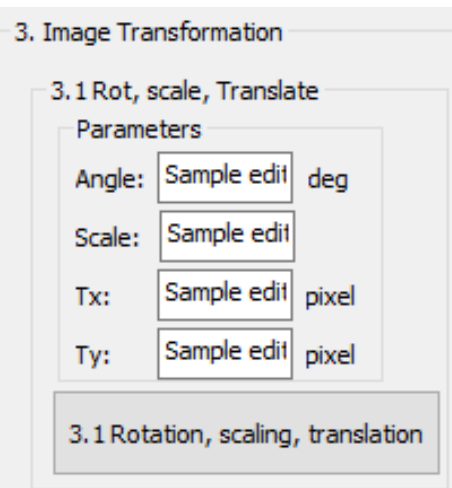 3. Image Transformation
3.1 Rot, scale, Translate
Parameters
Angle: Sample edit deg
Scale: Sample edit
Tx: Sample edit pixel
Ty: Sample edit pixel
3.1 Rotation, scaling, translation